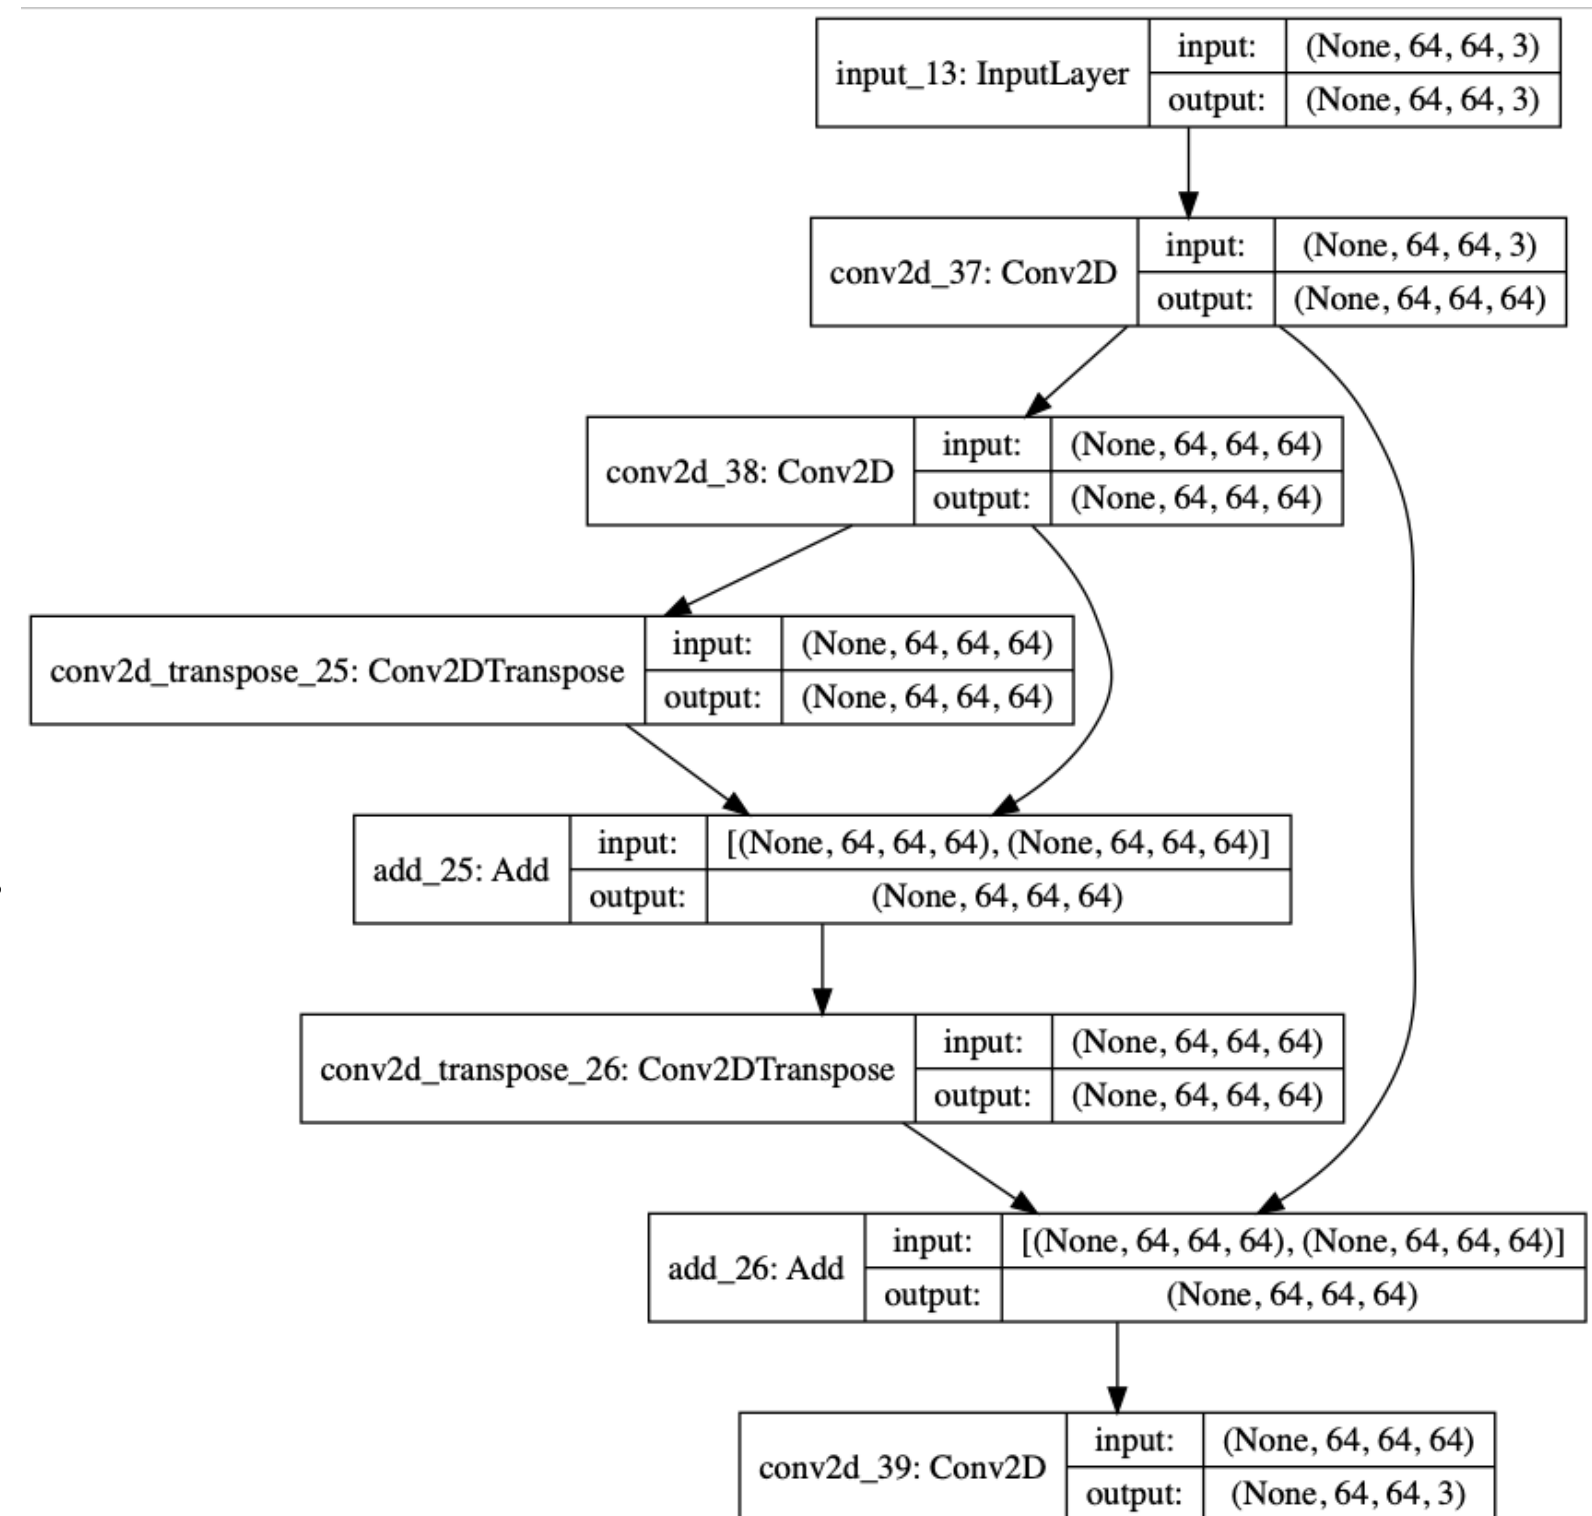 input_13: InputLayer
input: (None, 64, 64, 3)
output: (None, 64, 64, 3)
conv2d_37: Conv2D
input: (None, 64, 64, 3)
output: (None, 64, 64, 64)
conv2d_38: Conv2D
input: (None, 64, 64, 64)
output: (None, 64, 64, 64)
conv2d_transpose_25: Conv2DTranspose
input: (None, 64, 64, 64)
output: (None, 64, 64, 64)
add_25: Add
input: [(None, 64, 64, 64), (None, 64, 64, 64)]
output: (None, 64, 64, 64)
conv2d_transpose_26: Conv2DTranspose
input: (None, 64, 64, 64)
output: (None, 64, 64, 64)
add_26: Add
input: [(None, 64, 64, 64), (None, 64, 64, 64)]
output: (None, 64, 64, 64)
conv2d_39: Conv2D
input: (None, 64, 64, 64)
output: (None, 64, 64, 3)